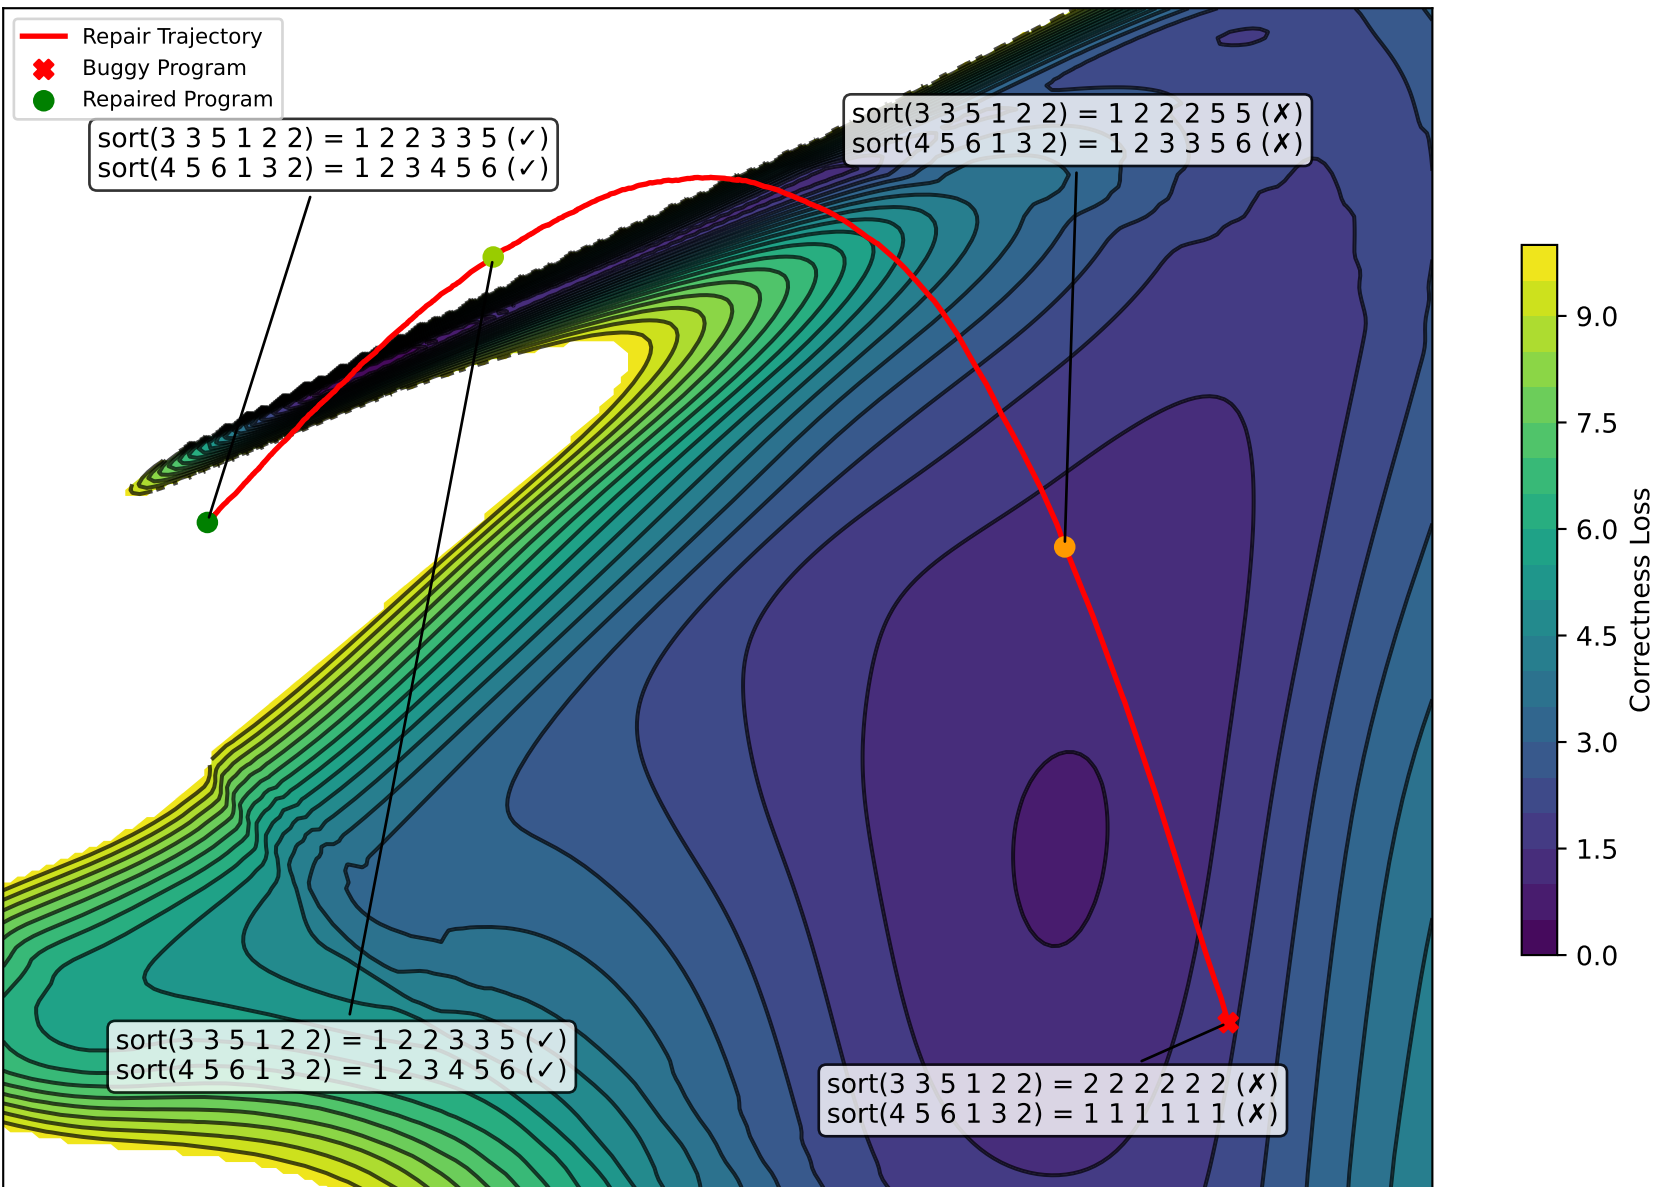 Repair Trajectory
Buggy Program
Repaired Program
sort(3 3 5 1 2 2) = 1 2 2 3 3 5 (✓)
sort(4 5 6 1 3 2) = 1 2 3 4 5 6 (✓)
sort(3 3 5 1 2 2) = 1 2 2 2 5 5 (✗)
sort(4 5 6 1 3 2) = 1 2 3 3 5 6 (✗)
sort(3 3 5 1 2 2) = 1 2 2 3 3 5 (✓)
sort(4 5 6 1 3 2) = 1 2 3 4 5 6 (✓)
sort(3 3 5 1 2 2) = 2 2 2 2 2 2 (✗)
sort(4 5 6 1 3 2) = 1 1 1 1 1 1 (✗)
9.0
7.5
6.0
4.5
3.0
1.5
0.0
Correctness Loss